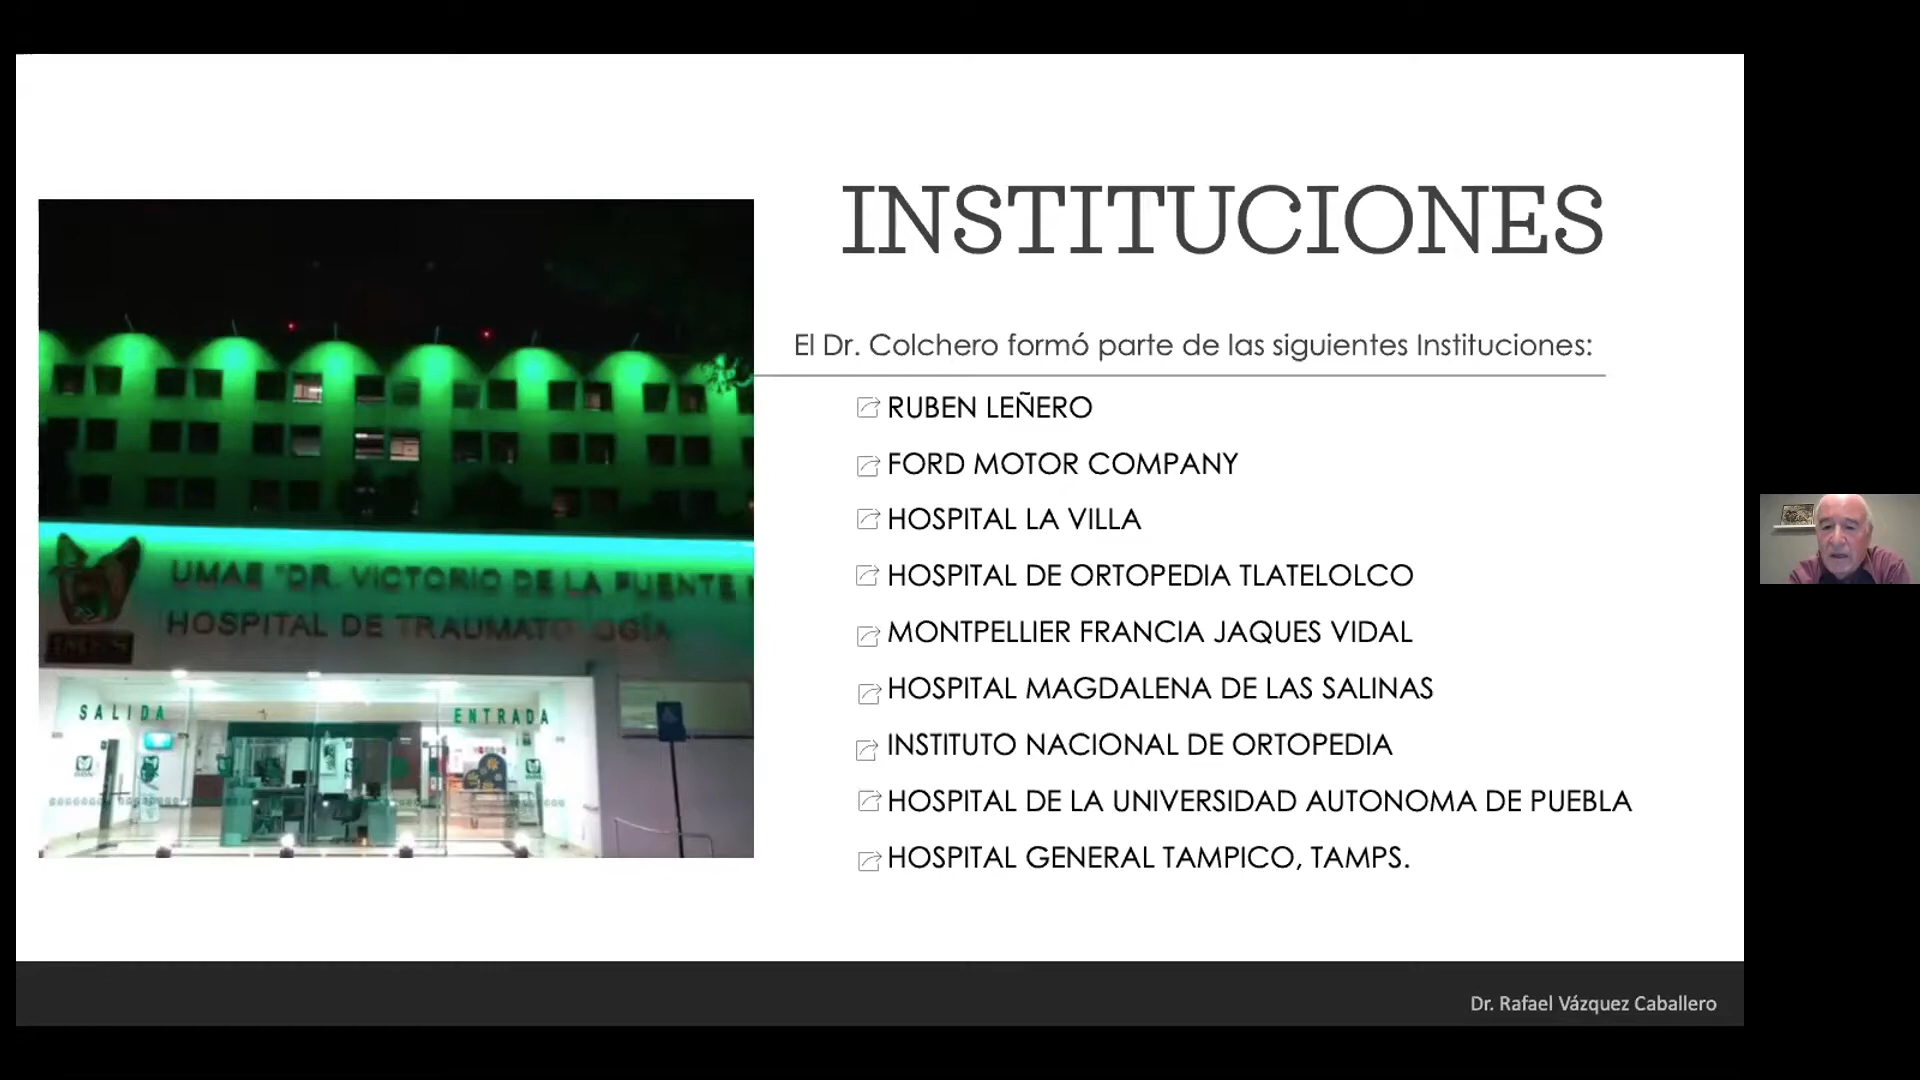 INSTITUCIONES
El Dr. Colchero formó parte de las siguientes Instituciones:
RUBEN LEÑERO
FORD MOTOR COMPANY
HOSPITAL LA VILLA
HOSPITAL DE ORTOPEDIA TLATELOLCO
MONTPELLIER FRANCIA JAQUES VIDAL
HOSPITAL MAGDALENA DE LAS SALINAS
INSTITUTO NACIONAL DE ORTOPEDIA
HOSPITAL DE LA UNIVERSIDAD AUTONOMA DE PUEBLA
HOSPITAL GENERAL TAMPICO, TAMPS.
UMAE "DR. VICTORIO DE LA FUENTE
HOSPITAL DE TRAUMATOLOGÍA
IMSS
SALIDA
ENTRADA
Dr. Rafael Vázquez Caballero